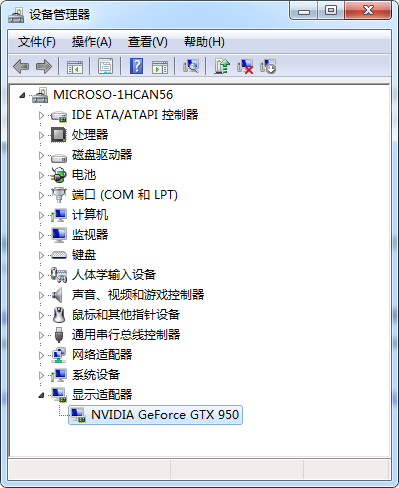 设备管理器
文件(F) 操作(A) 查看(V) 帮助(H)
MICROSO-1HCAN56
IDE ATA/ATAPI 控制器
处理器
磁盘驱动器
电池
端口 (COM 和 LPT)
计算机
监视器
键盘
人体学输入设备
声音、视频和游戏控制器
鼠标和其他指针设备
通用串行总线控制器
网络适配器
系统设备
显示适配器
NVIDIA GeForce GTX 950